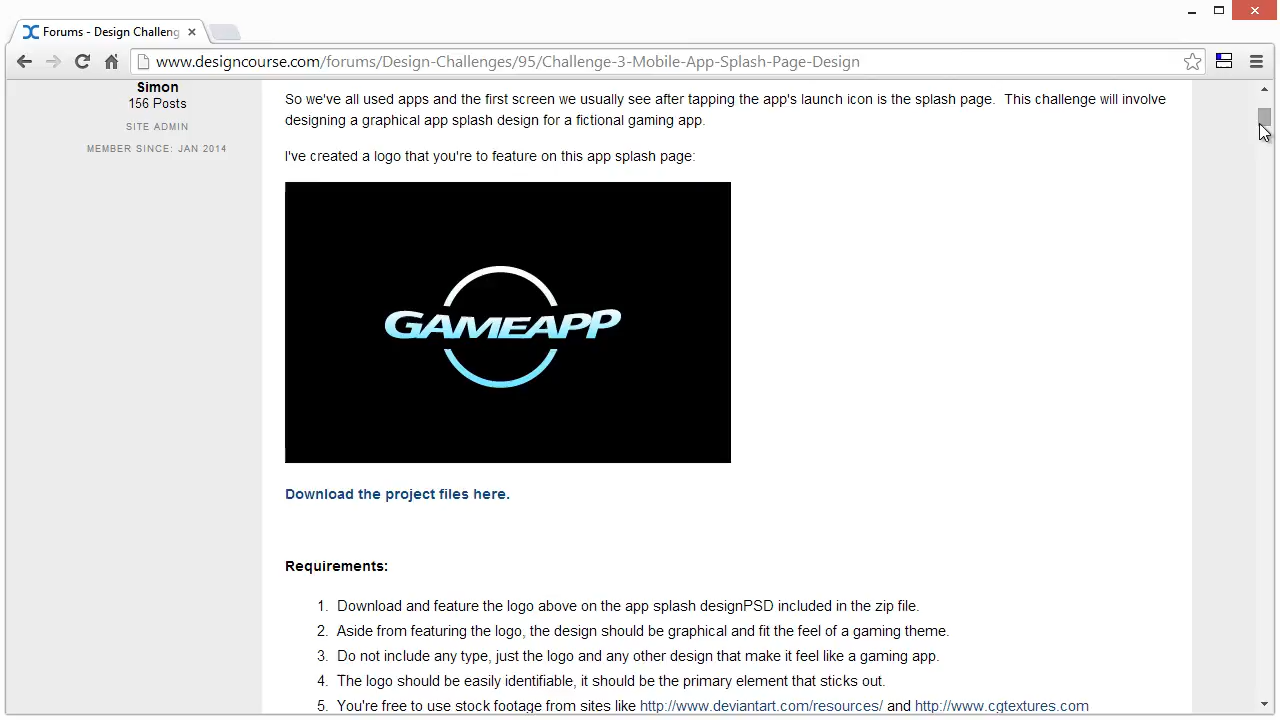 Forums - Design Challeng
www.designcourse.com/forums/Design-Challenges/95/Challenge-3-Mobile-App-Splash-Page-Design
Simon
156 Posts
SITE ADMIN
MEMBER SINCE: JAN 2014
So we've all used apps and the first screen we usually see after tapping the app's launch icon is the splash page. This challenge will involve
designing a graphical app splash design for a fictional gaming app.
I've created a logo that you're to feature on this app splash page:
GAMEAPP
Download the project files here.
Requirements:
1. Download and feature the logo above on the app splash designPSD included in the zip file.
2. Aside from featuring the logo, the design should be graphical and fit the feel of a gaming theme.
3. Do not include any type, just the logo and any other design that make it feel like a gaming app.
4. The logo should be easily identifiable, it should be the primary element that sticks out.
5. You're free to use stock footage from sites like http://www.deviantart.com/resources/ and http://www.cgtextures.com